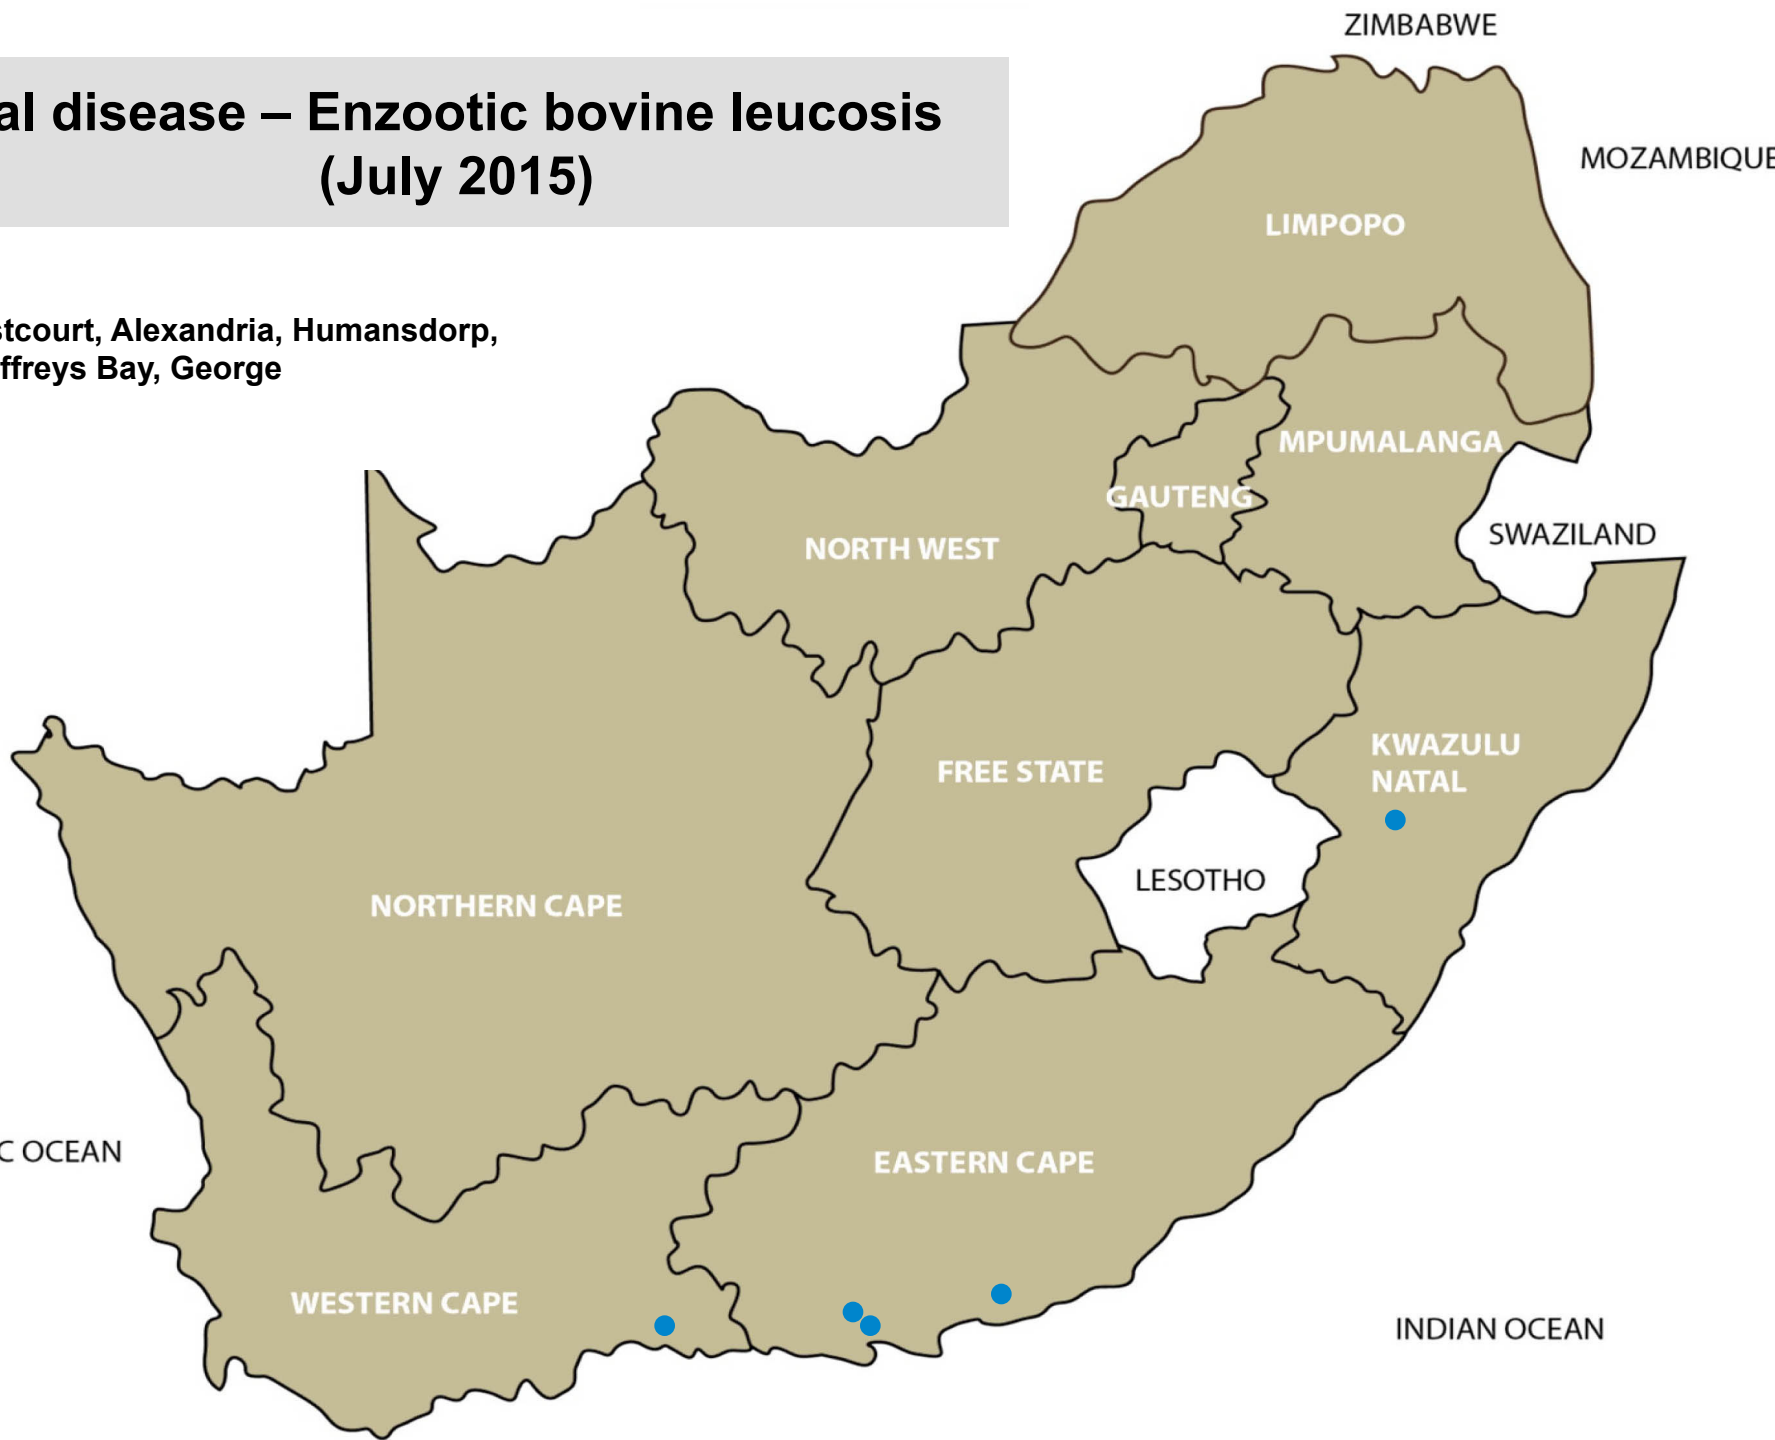 ZIMBABWE
al disease – Enzootic bovine leucosis
(July 2015)
MOZAMBIQUE
LIMPOPO
stcourt, Alexandria, Humansdorp,
ffreys Bay, George
MPUMALANGA
GAUTENG
SWAZILAND
NORTH WEST
KWAZULU
NATAL
FREE STATE
LESOTHO
NORTHERN CAPE
C OCEAN
EASTERN CAPE
WESTERN CAPE
INDIAN OCEAN